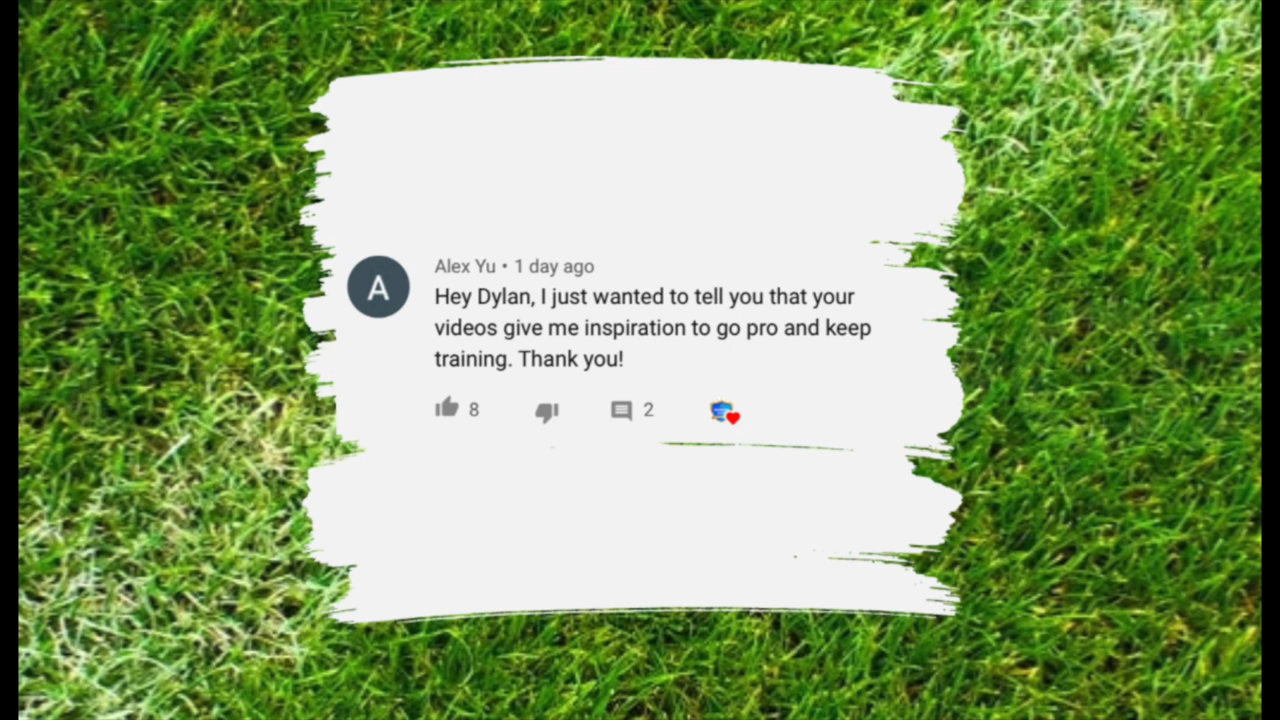 A
Alex Yu • 1 day ago
Hey Dylan, I just wanted to tell you that your
videos give me inspiration to go pro and keep
training. Thank you!
8 2